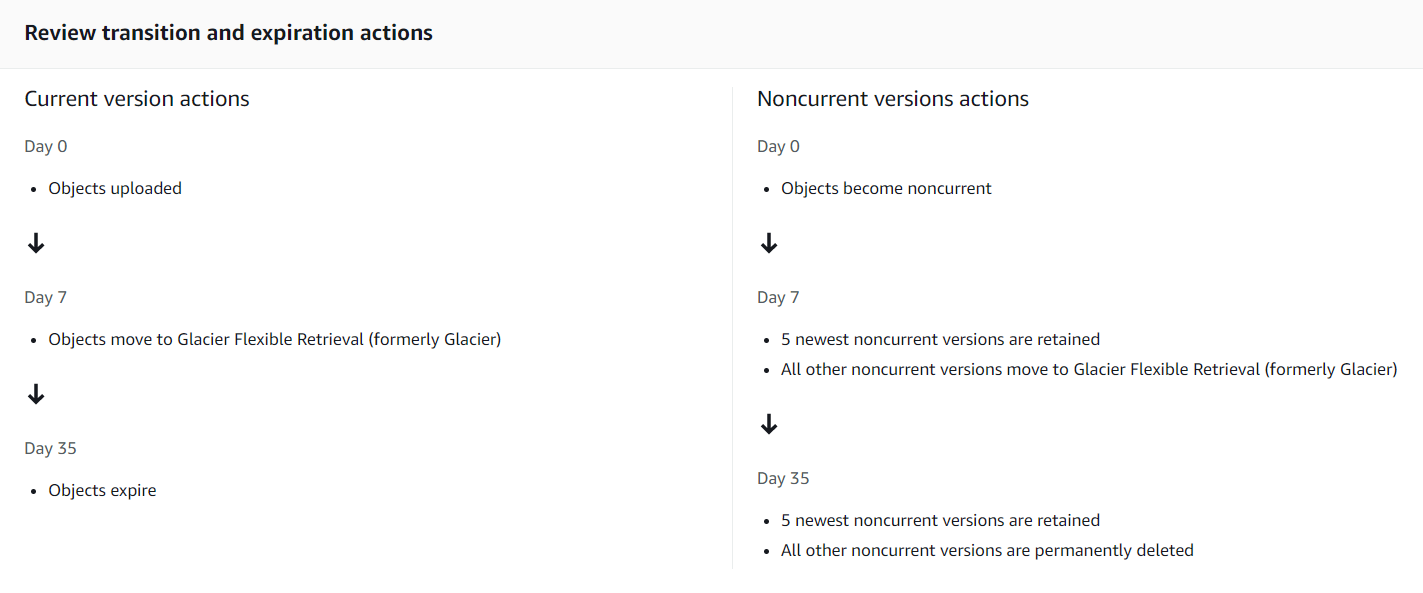 Review transition and expiration actions
Current version actions
Day 0
Objects uploaded
Day 7
Objects move to Glacier Flexible Retrieval (formerly Glacier)
Day 35
Objects expire
Noncurrent versions actions
Day 0
Objects become noncurrent
Day 7
5 newest noncurrent versions are retained
All other noncurrent versions move to Glacier Flexible Retrieval (formerly Glacier)
Day 35
5 newest noncurrent versions are retained
All other noncurrent versions are permanently deleted